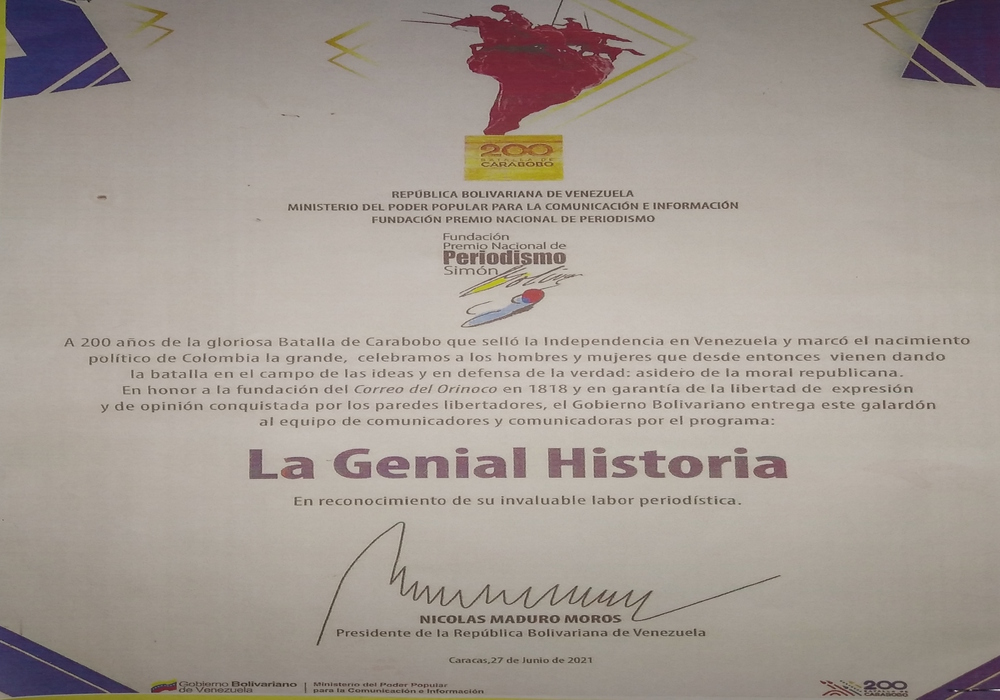 200
BATALLA DE
CARABOBO
REPÚBLICA BOLIVARIANA DE VENEZUELA
MINISTERIO DEL PODER POPULAR PARA LA COMUNICACIÓN E INFORMACIÓN
FUNDACIÓN PREMIO NACIONAL DE PERIODISMO
Fundación
Premio Nacional de
Periodismo
Simón Bolívar
A 200 años de la gloriosa Batalla de Carabobo que selló la Independencia en Venezuela y marcó el nacimiento
político de Colombia la grande, celebramos a los hombres y mujeres que desde entonces vienen dando
la batalla en el campo de las ideas y en defensa de la verdad: asidero de la moral republicana.
En honor a la fundación del Correo del Orinoco en 1818 y en garantía de la libertad de expresión
y de opinión conquistada por los paredes libertadores, el Gobierno Bolivariano entrega este galardón
al equipo de comunicadores y comunicadoras por el programa:
La Genial Historia
En reconocimiento de su invaluable labor periodística.
NICOLAS MADURO MOROS
Presidente de la República Bolivariana de Venezuela
Caracas,27 de Junio de 2021
Gobierno Bolivariano
de Venezuela
Ministerio del Poder Popular
para la Comunicación e Información
200
BATALLA DE
CARABOBO